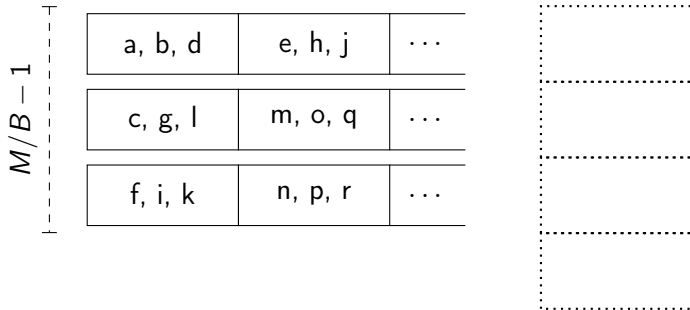 a, b, d e, h, j ···
c, g, l m, o, q ···
f, i, k n, p, r ···
M/B − 1